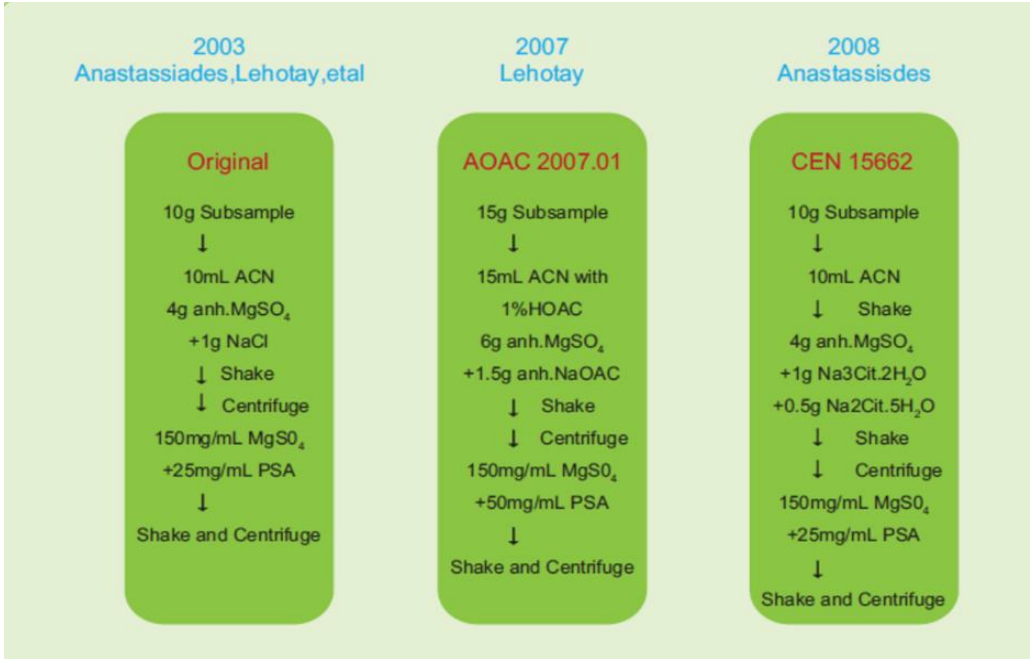 2003
Anastassiades,Lehotay,etal
Original
10g Subsample
↓
10mL ACN
4g anh.MgSO₄
+1g NaCl
↓ Shake
↓ Centrifuge
150mg/mL MgS0₄
+25mg/mL PSA
↓
Shake and Centrifuge
2007
Lehotay
AOAC 2007.01
15g Subsample
↓
15mL ACN with
1%HOAC
6g anh.MgSO₄
+1.5g anh.NaOAC
↓ Shake
↓ Centrifuge
150mg/mL MgS0₄
+50mg/mL PSA
↓
Shake and Centrifuge
2008
Anastassisdes
CEN 15662
10g Subsample
↓
10mL ACN
↓ Shake
4g anh.MgSO₄
+1g Na3Cit.2H₂O
+0.5g Na2Cit.5H₂O
↓ Shake
↓ Centrifuge
150mg/mL MgS0₄
+25mg/mL PSA
↓
Shake and Centrifuge